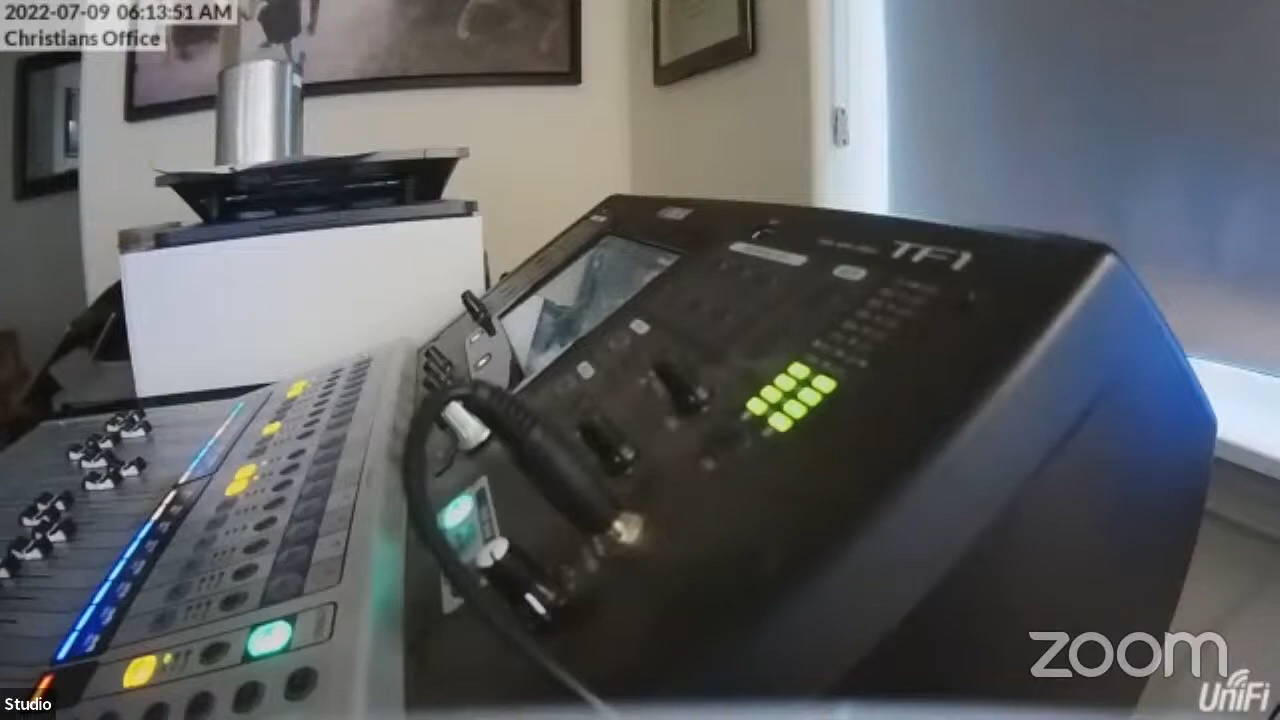 2022-07-09 06:13:51 AM
Christians Office
TF1
zoom
UniFi
Studio